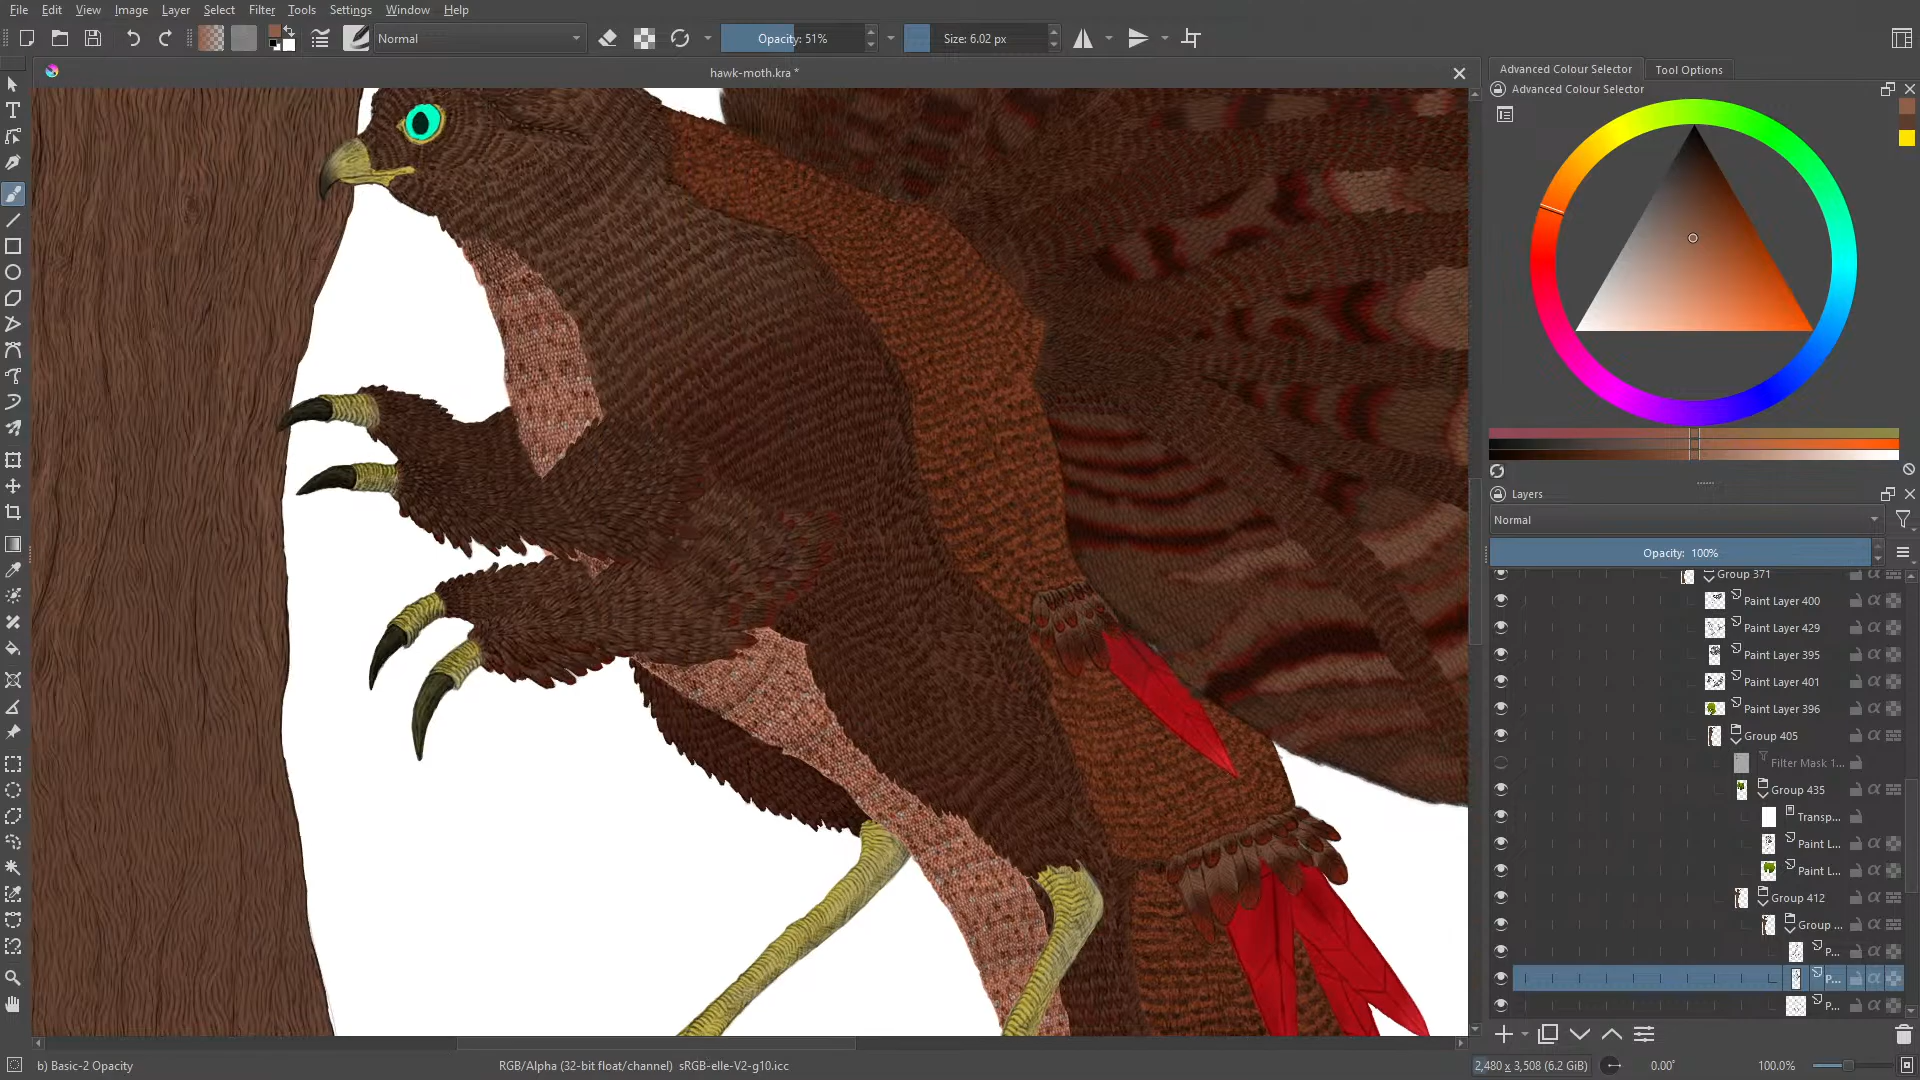 File Edit View Image Layer Select Filter Tools Settings Window Help
Normal
Opacity: 51%
Size: 6.02 px
hawk-moth.kra *
Advanced Colour Selector
Tool Options
Advanced Colour Selector
Layers
Normal
Opacity: 100%
Group 371
Paint Layer 400
Paint Layer 429
Paint Layer 395
Paint Layer 401
Paint Layer 396
Group 405
Filter Mask 1...
Group 435
Transp...
Paint L...
Paint L...
Group 412
Group ...
P...
P...
P...
b) Basic-2 Opacity
RGB/Alpha (32-bit float/channel) sRGB-elle-V2-g10.icc
2,480 x 3,508 (6.2 GiB)
0.00°
100.0%